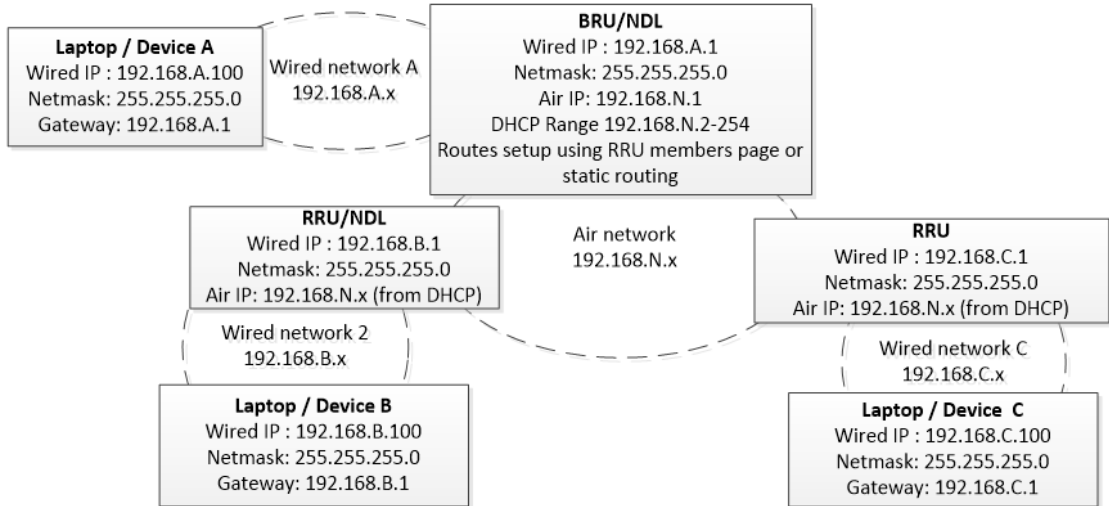 Laptop / Device A
Wired IP : 192.168.A.100
Netmask: 255.255.255.0
Gateway: 192.168.A.1
Wired network A
192.168.A.x
BRU/NDL
Wired IP : 192.168.A.1
Netmask: 255.255.255.0
Air IP: 192.168.N.1
DHCP Range 192.168.N.2-254
Routes setup using RRU members page or
static routing
RRU/NDL
Wired IP : 192.168.B.1
Netmask: 255.255.255.0
Air IP: 192.168.N.x (from DHCP)
Air network
192.168.N.x
RRU
Wired IP : 192.168.C.1
Netmask: 255.255.255.0
Air IP: 192.168.N.x (from DHCP)
Wired network 2
192.168.B.x
Wired network C
192.168.C.x
Laptop / Device B
Wired IP : 192.168.B.100
Netmask: 255.255.255.0
Gateway: 192.168.B.1
Laptop / Device C
Wired IP : 192.168.C.100
Netmask: 255.255.255.0
Gateway: 192.168.C.1